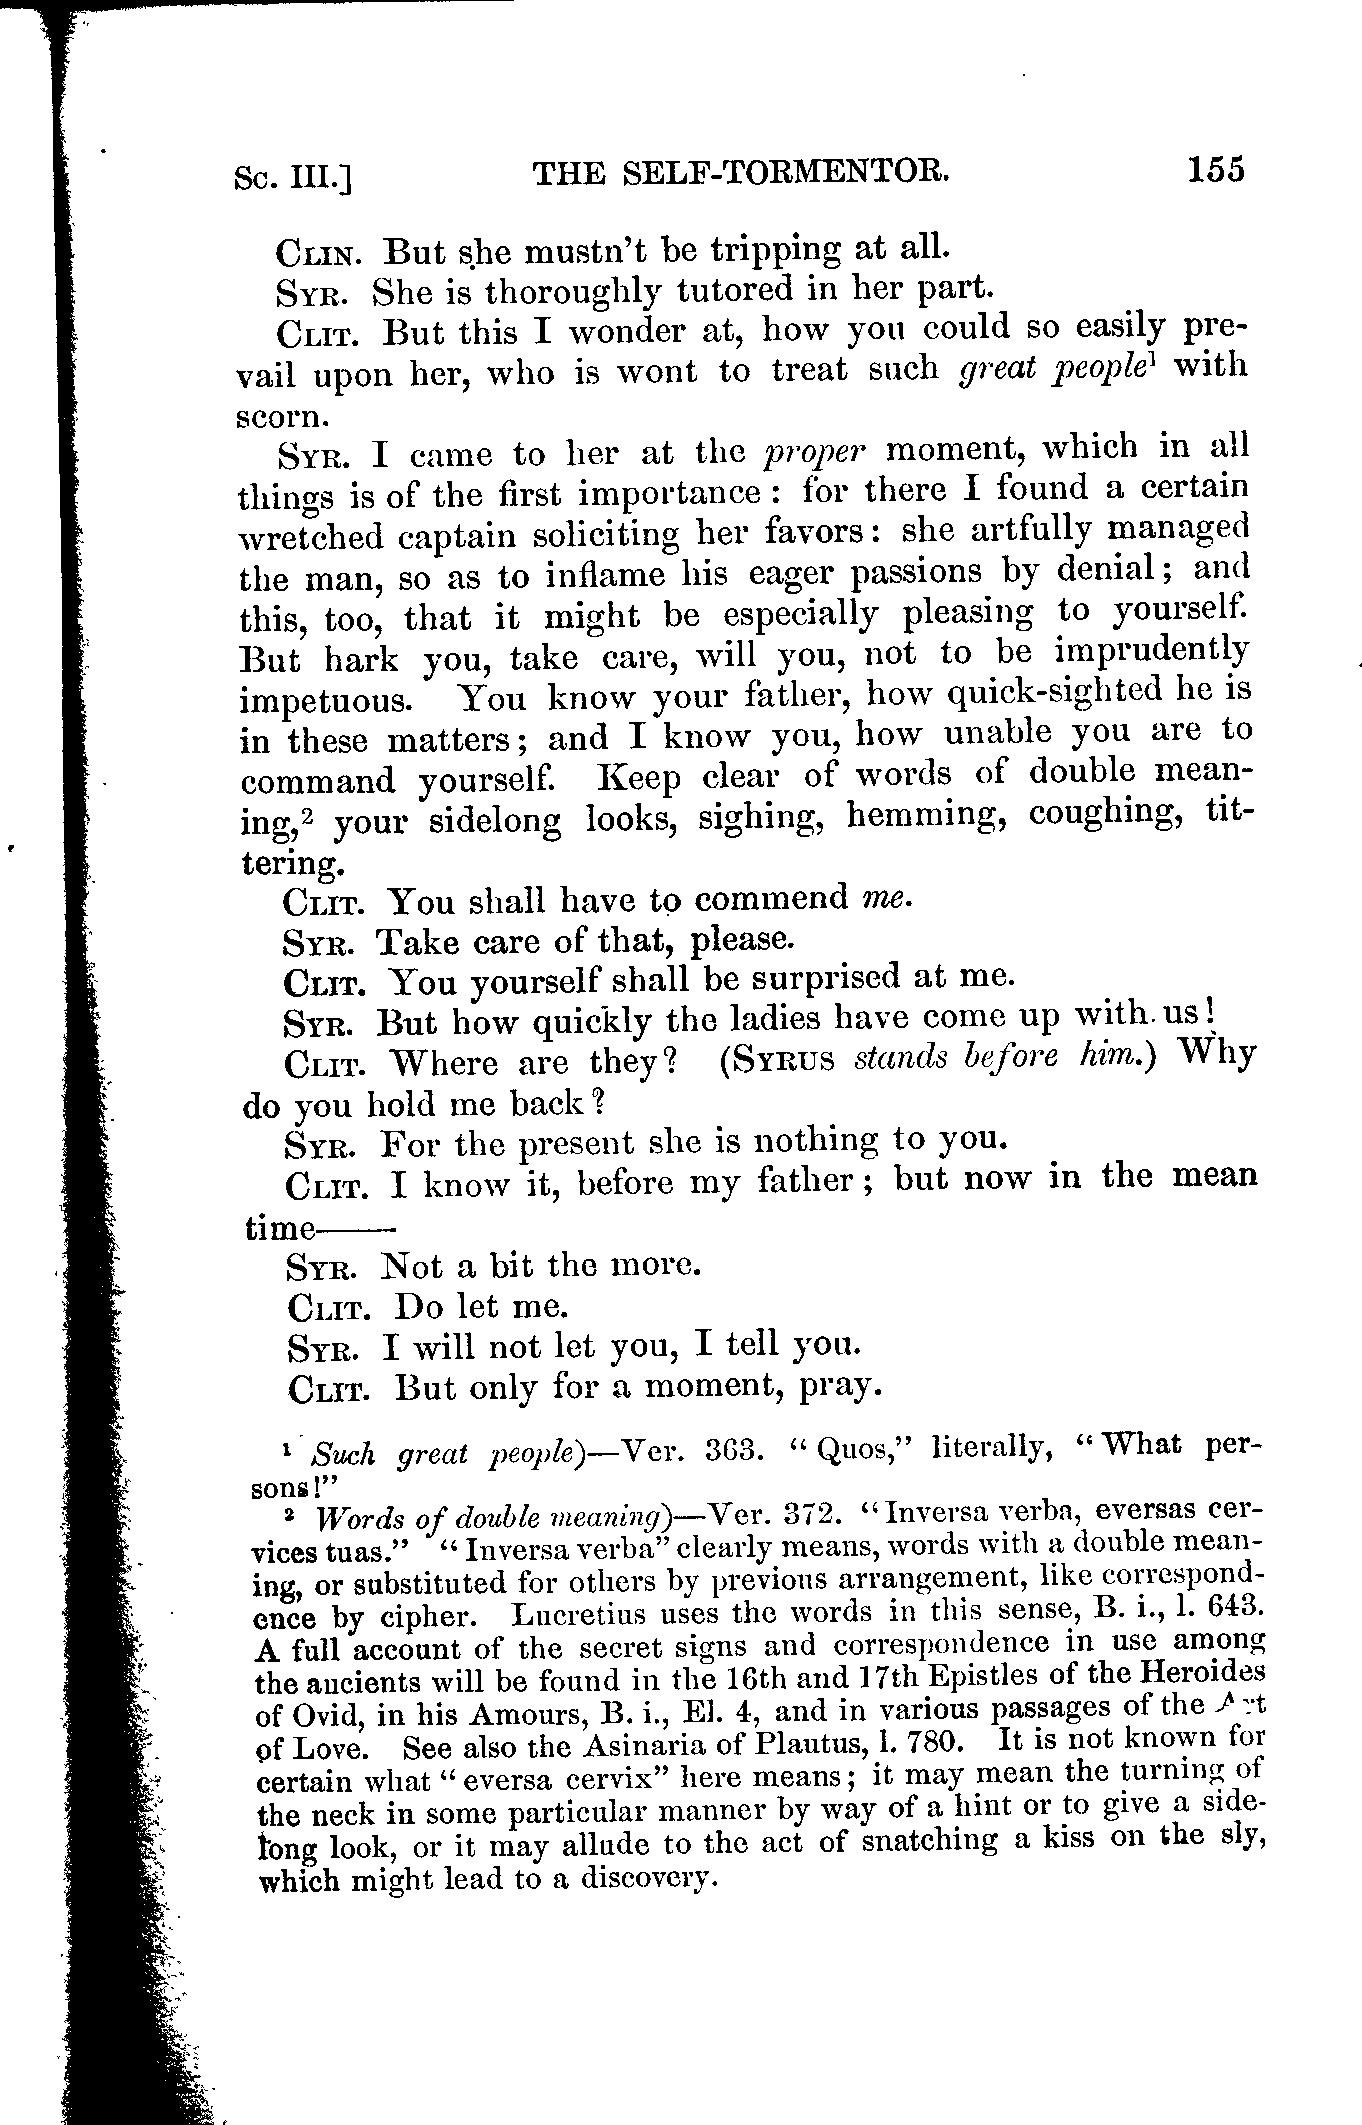 Sc. III.] THE SELF-TORMENTOR. 155
CLIN. But she mustn't be tripping at all.
SYR. She is thoroughly tutored in her part.
CLIT. But this I wonder at, how you could so easily pre-
vail upon her, who is wont to treat such great people¹ with
scorn.
SYR. I came to her at the proper moment, which in all
things is of the first importance: for there I found a certain
wretched captain soliciting her favors: she artfully managed
the man, so as to inflame his eager passions by denial; and
this, too, that it might be especially pleasing to yourself.
But hark you, take care, will you, not to be imprudently
impetuous. You know your father, how quick-sighted he is
in these matters; and I know you, how unable you are to
command yourself. Keep clear of words of double mean-
ing,² your sidelong looks, sighing, hemming, coughing, tit-
tering.
CLIT. You shall have to commend me.
SYR. Take care of that, please.
CLIT. You yourself shall be surprised at me.
SYR. But how quickly the ladies have come up with us!
CLIT. Where are they? (SYRUS stands before him.) Why
do you hold me back?
SYR. For the present she is nothing to you.
CLIT. I know it, before my father; but now in the mean
time——
SYR. Not a bit the more.
CLIT. Do let me.
SYR. I will not let you, I tell you.
CLIT. But only for a moment, pray.
¹ Such great people)—Ver. 363. "Quos," literally, "What per-
sons!"
² Words of double meaning)—Ver. 372. "Inversa verba, eversas cer-
vices tuas." "Inversa verba" clearly means, words with a double mean-
ing, or substituted for others by previous arrangement, like correspond-
ence by cipher. Lucretius uses the words in this sense, B. i., l. 643.
A full account of the secret signs and correspondence in use among
the ancients will be found in the 16th and 17th Epistles of the Heroides
of Ovid, in his Amours, B. i., El. 4, and in various passages of the Art
of Love. See also the Asinaria of Plautus, l. 780. It is not known for
certain what "eversa cervix" here means; it may mean the turning of
the neck in some particular manner by way of a hint or to give a side-
long look, or it may allude to the act of snatching a kiss on the sly,
which might lead to a discovery.